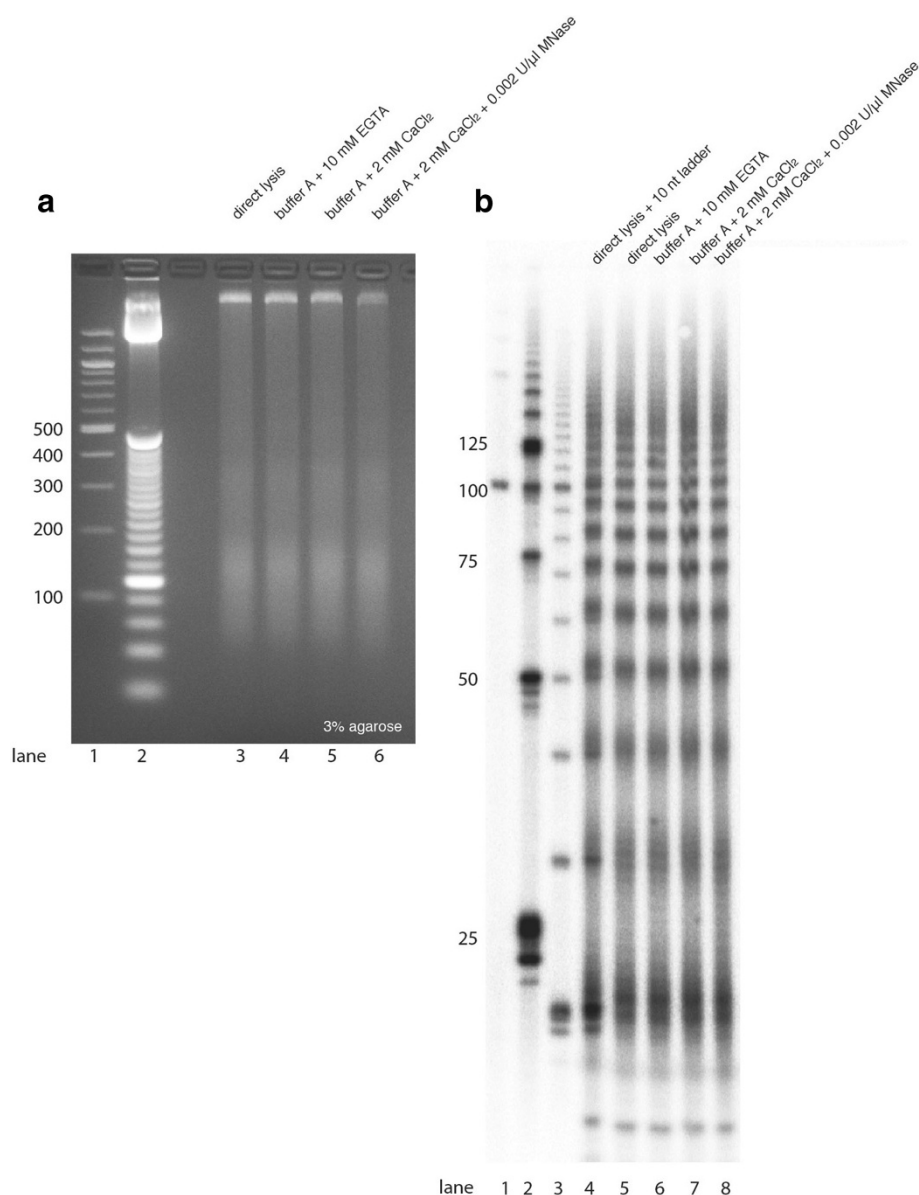 a
direct lysis
buffer A + 10 mM EGTA
buffer A + 2 mM CaCl₂
buffer A + 2 mM CaCl₂ + 0.002 U/µl MNase
500
400
300
200
100
3% agarose
lane 1 2 3 4 5 6
b
direct lysis + 10 nt ladder
direct lysis
buffer A + 10 mM EGTA
buffer A + 2 mM CaCl₂
buffer A + 2 mM CaCl₂ + 0.002 U/µl MNase
125
100
75
50
25
lane 1 2 3 4 5 6 7 8